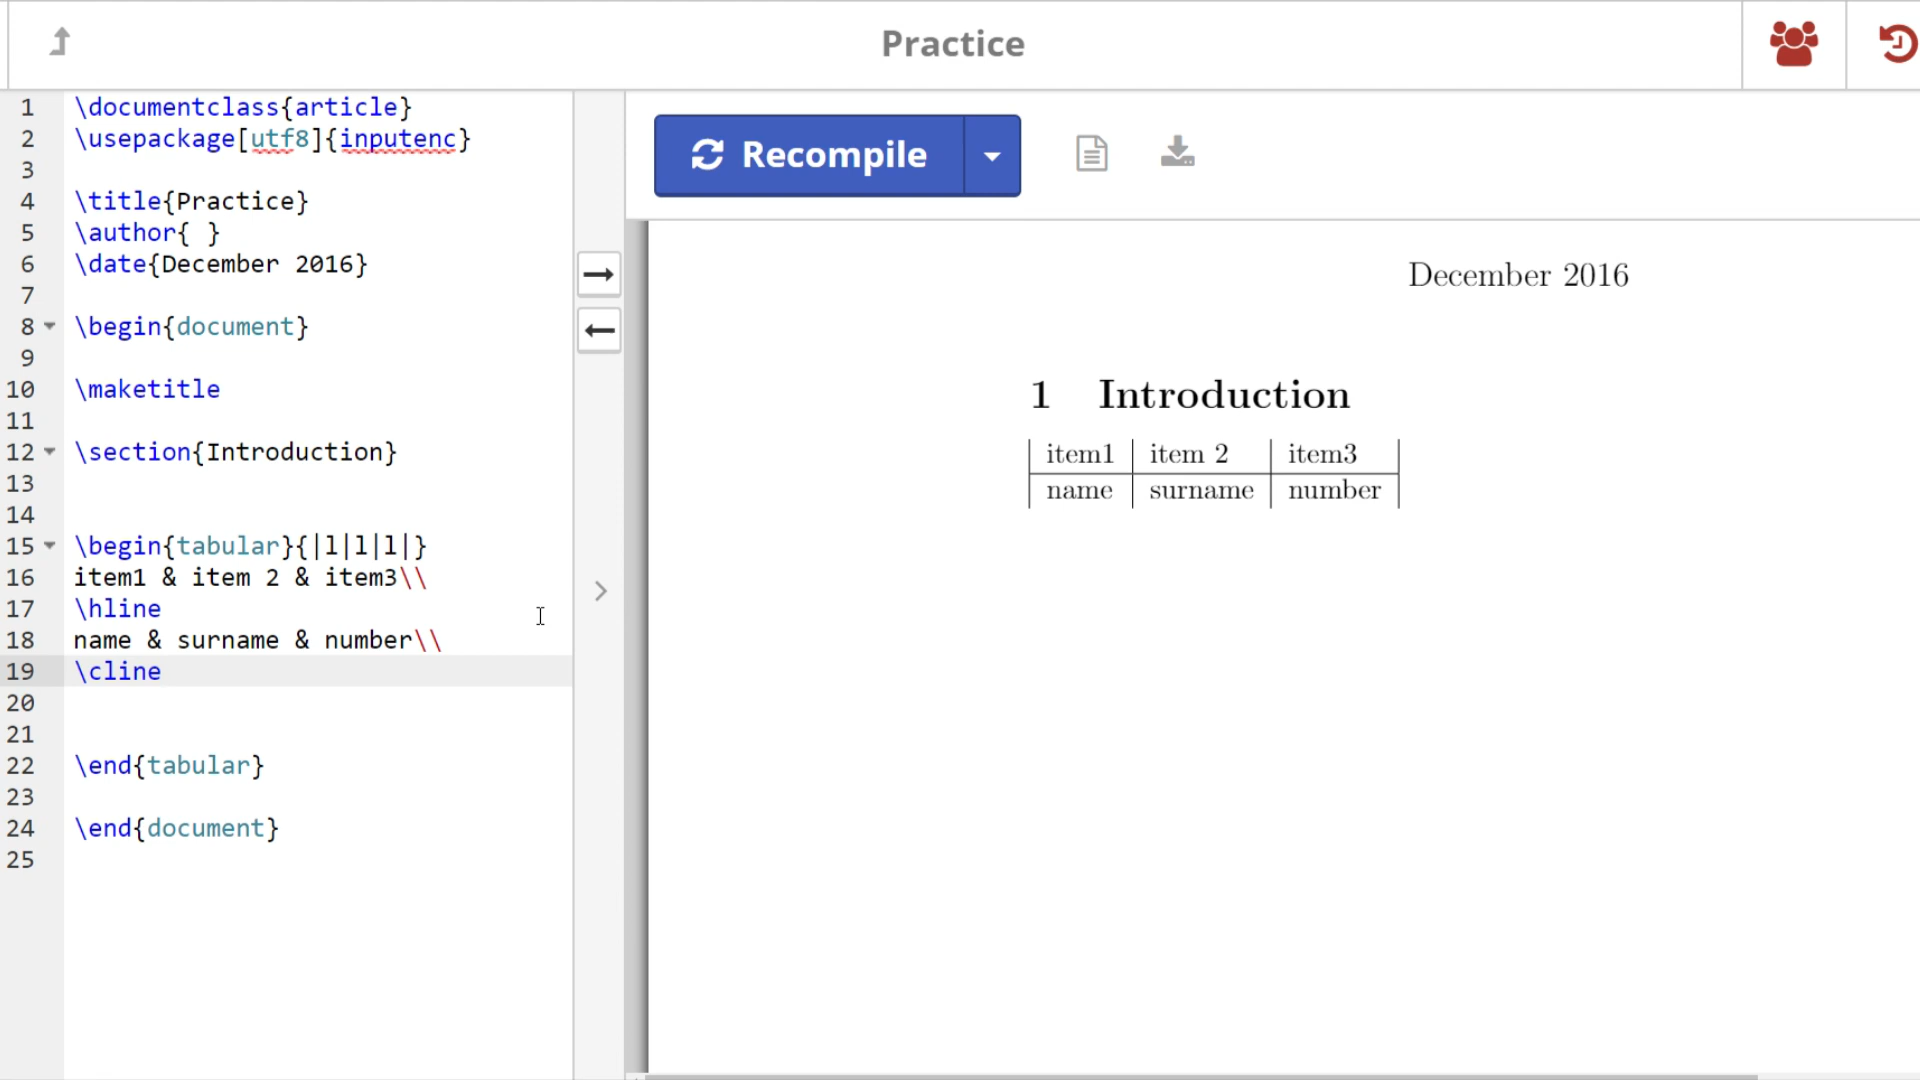 Practice
1 \documentclass{article}
2 \usepackage[utf8]{inputenc}
3
4 \title{Practice}
5 \author{ }
6 \date{December 2016}
7
8 \begin{document}
9
10 \maketitle
11
12 \section{Introduction}
13
14
15 \begin{tabular}{|l|l|l|}
16 item1 & item 2 & item3\\
17 \hline
18 name & surname & number\\
19 \cline
20
21
22 \end{tabular}
23
24 \end{document}
25
Recompile
December 2016
1 Introduction
item1 item 2 item3
name surname number